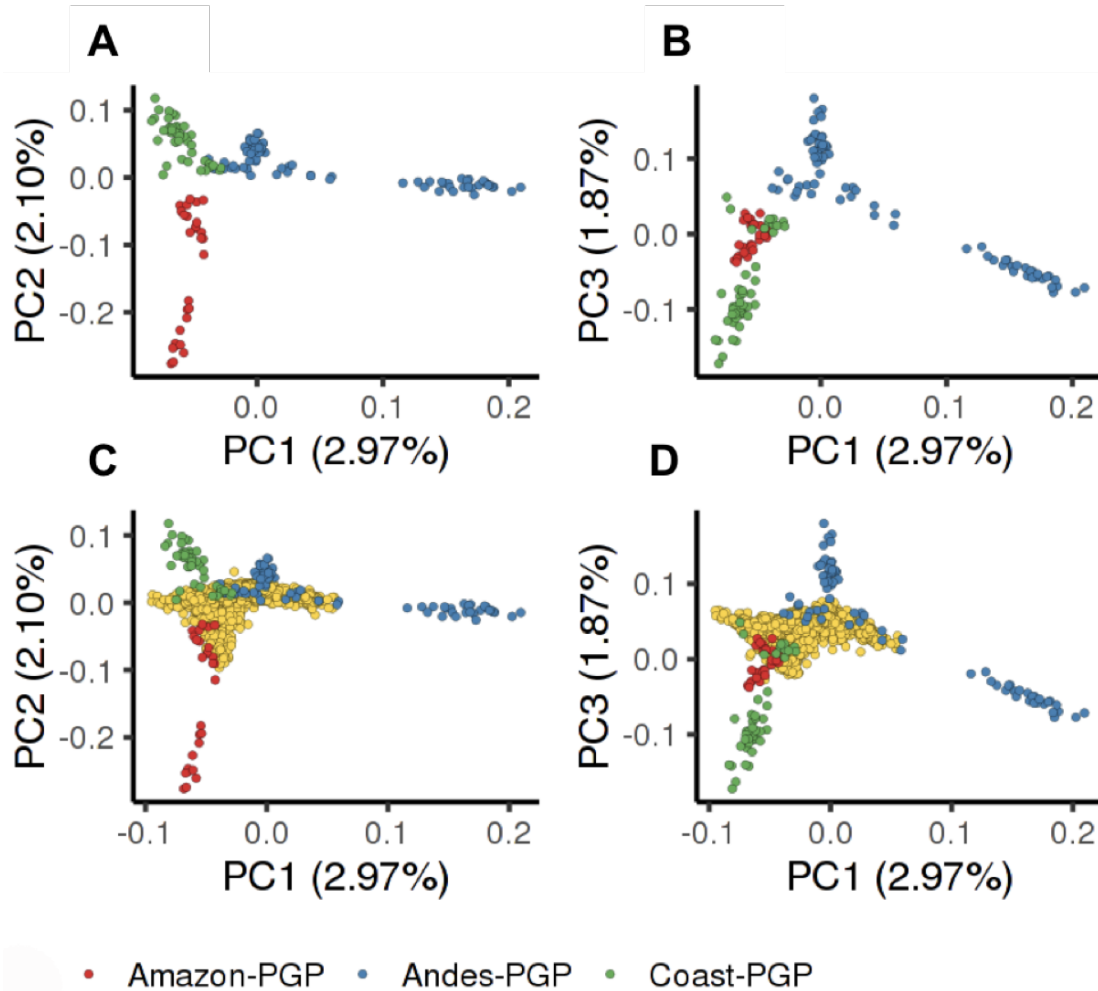 A
B
PC2 (2.10%)
0.1
0.0
-0.1
-0.2
0.0 0.1 0.2
PC1 (2.97%)
PC3 (1.87%)
0.1
0.0
-0.1
0.0 0.1 0.2
PC1 (2.97%)
C
D
PC2 (2.10%)
0.1
0.0
-0.1
-0.2
-0.1 0.0 0.1 0.2
PC1 (2.97%)
PC3 (1.87%)
0.1
0.0
-0.1
-0.1 0.0 0.1 0.2
PC1 (2.97%)
Amazon-PGP Andes-PGP Coast-PGP